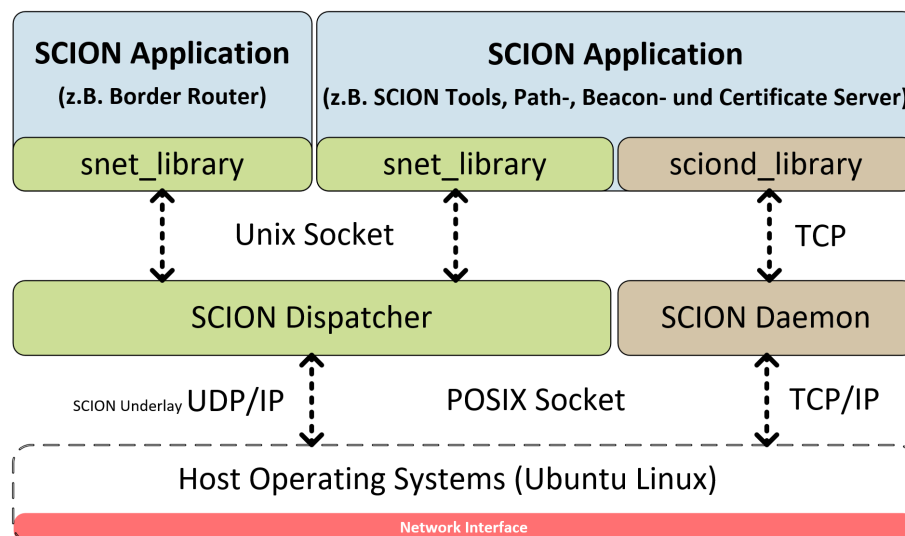 SCION Application
(z.B. Border Router)
SCION Application
(z.B. SCION Tools, Path-, Beacon- und Certificate Server)
snet_library
snet_library
sciond_library
Unix Socket
TCP
SCION Dispatcher
SCION Daemon
SCION Underlay UDP/IP
POSIX Socket
TCP/IP
Host Operating Systems (Ubuntu Linux)
Network Interface